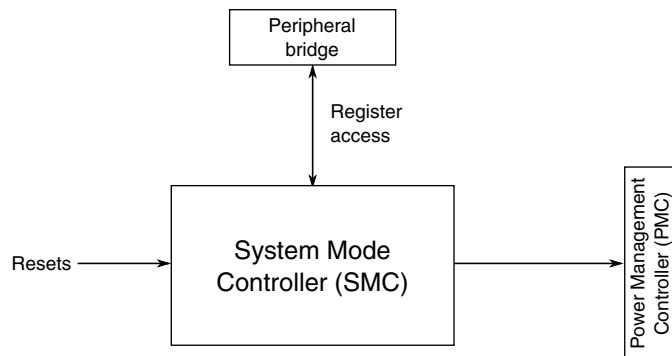 Peripheral
bridge
Register
access
Resets
System Mode
Controller (SMC)
Power Management
Controller (PMC)